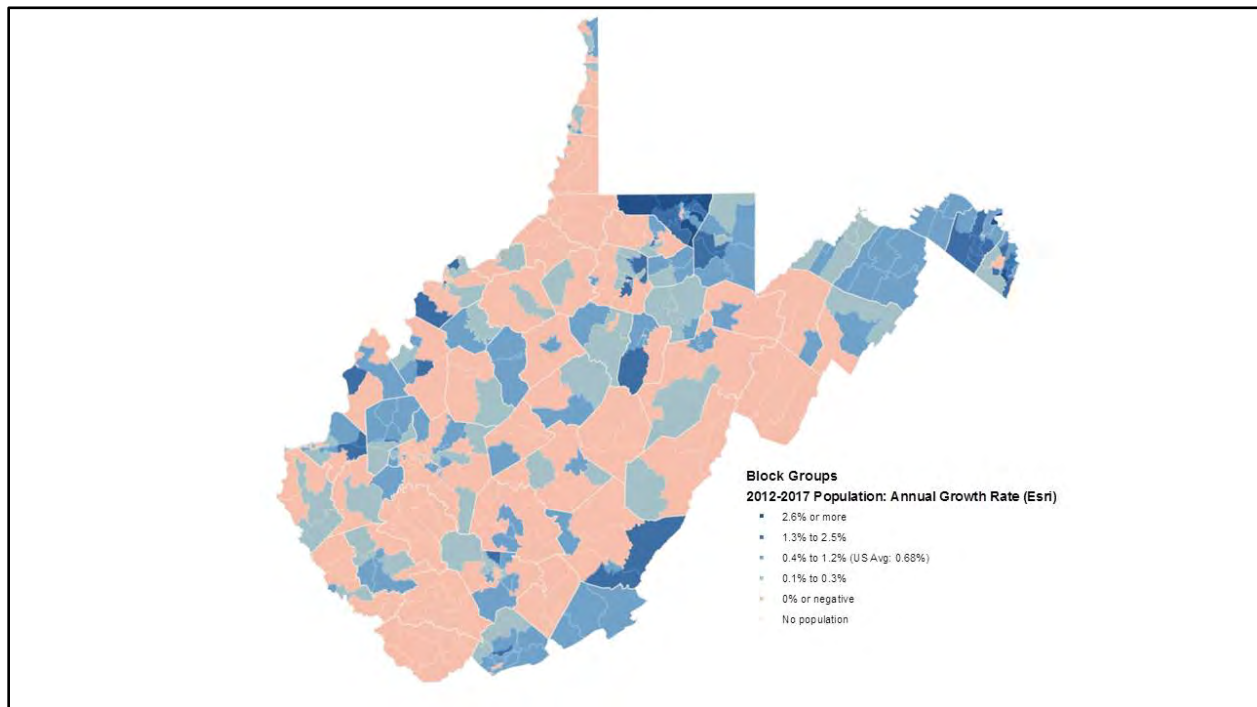 Block Groups
2012-2017 Population: Annual Growth Rate (Esri)
2.6% or more
1.3% to 2.5%
0.4% to 1.2% (US Avg: 0.68%)
0.1% to 0.3%
0% or negative
No population